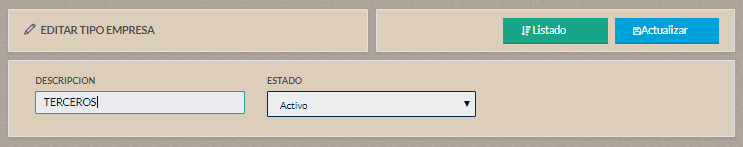 EDITAR TIPO EMPRESA
Listado
Actualizar
DESCRIPCION
ESTADO
TERCEROS
Activo